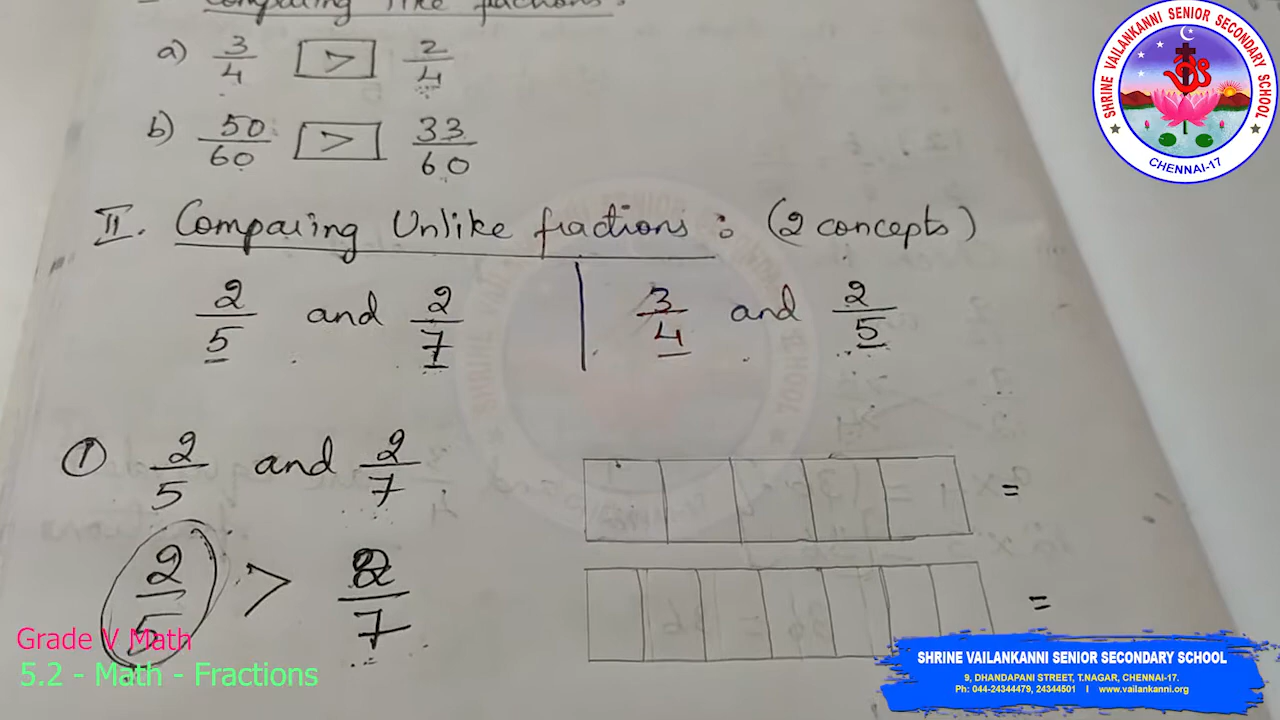 Comparing like fractions:
a) 3/4 > 2/4
b) 50/60 > 33/60
II. Comparing Unlike fractions : (2 concepts)
2/5 and 2/7 | 3/4 and 2/5
① 2/5 and 2/7
=
2/5 > 2/7
=
Grade V Math
5.2 - Math - Fractions
SHRINE VAILANKANNI SENIOR SECONDARY SCHOOL
CHENNAI-17
SHRINE VAILANKANNI SENIOR SECONDARY SCHOOL
9, DHANDAPANI STREET, T.NAGAR, CHENNAI-17.
Ph: 044-24344479, 24344501 I www.vailankanni.org